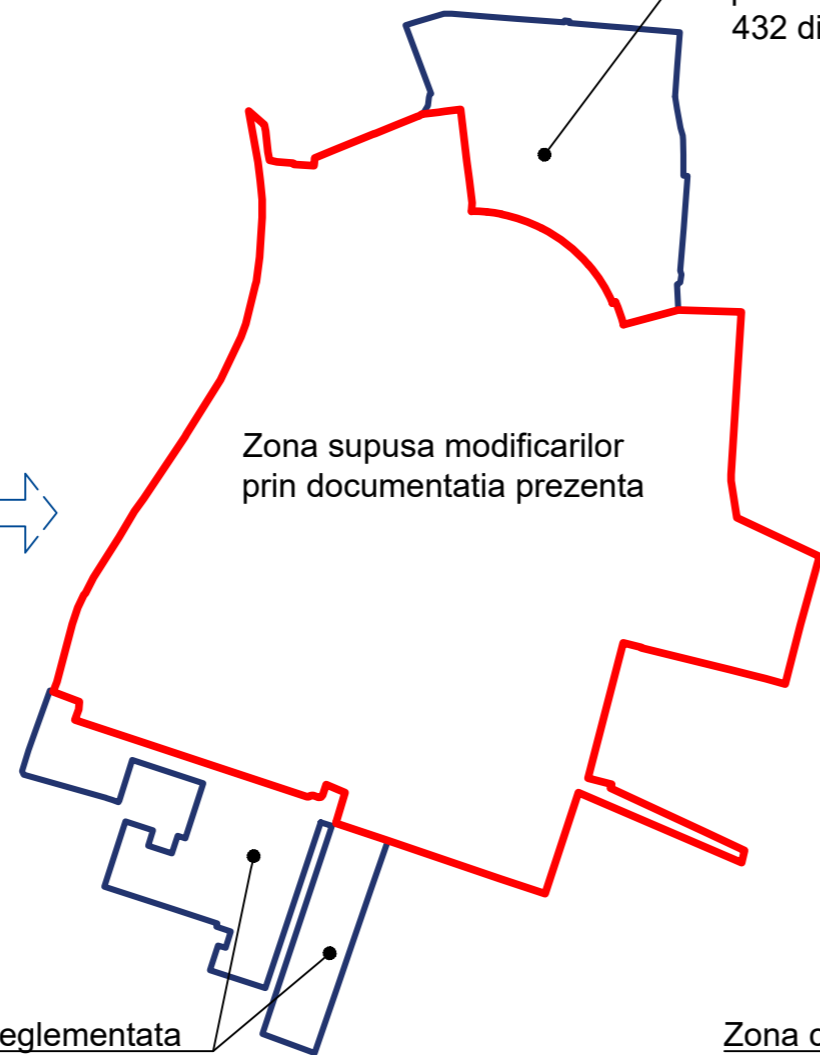 432 di
Zona supusa modificarilor
prin documentatia prezenta
eglementata
Zona